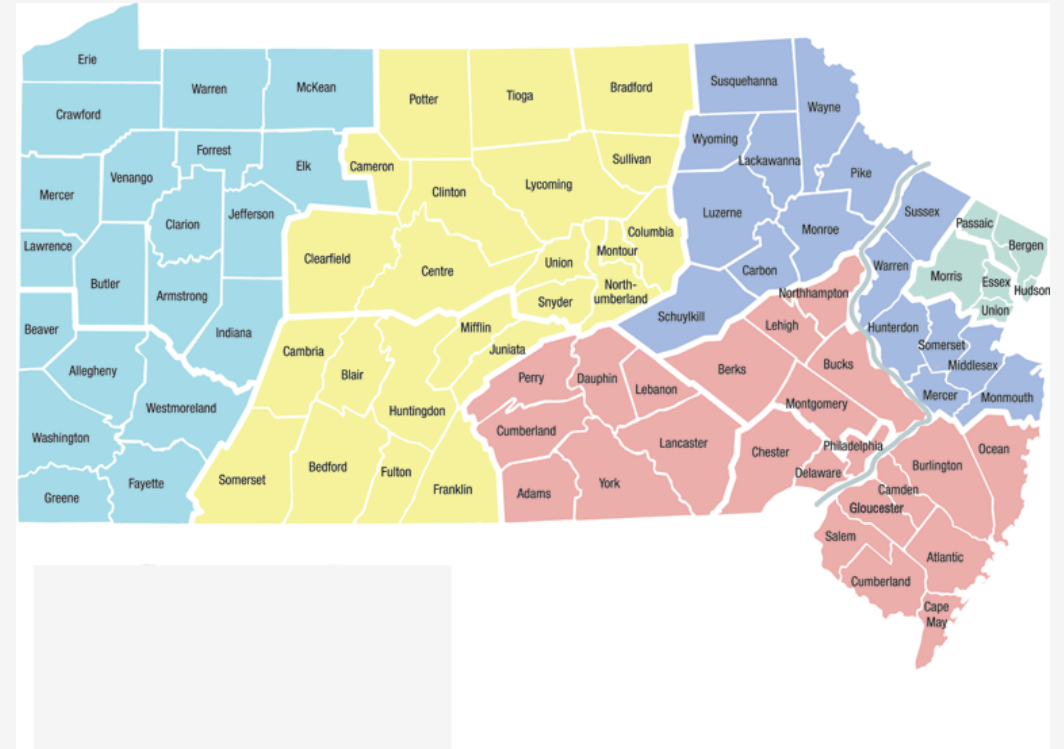 Erie
Warren
McKean
Crawford
Potter
Tioga
Bradford
Susquehanna
Wayne
Forrest
Elk
Cameron
Sullivan
Wyoming
Lackawanna
Pike
Mercer
Venango
Clarion
Jefferson
Clinton
Lycoming
Luzerne
Monroe
Sussex
Passaic
Bergen
Lawrence
Butler
Armstrong
Clearfield
Centre
Union
Montour
Columbia
North-
umberland
Snyder
Carbon
Schuylkill
Warren
Morris
Essex
Hudson
Union
Beaver
Indiana
Allegheny
Westmoreland
Cambria
Blair
Mifflin
Juniata
Huntingdon
Northhampton
Lehigh
Bucks
Berks
Montgomery
Hunterdon
Somerset
Middlesex
Mercer
Monmouth
Perry
Dauphin
Lebanon
Cumberland
Lancaster
Chester
Philadelphia
Delaware
Washington
Greene
Fayette
Somerset
Bedford
Fulton
Franklin
Adams
York
Ocean
Burlington
Camden
Gloucester
Salem
Atlantic
Cumberland
Cape
May